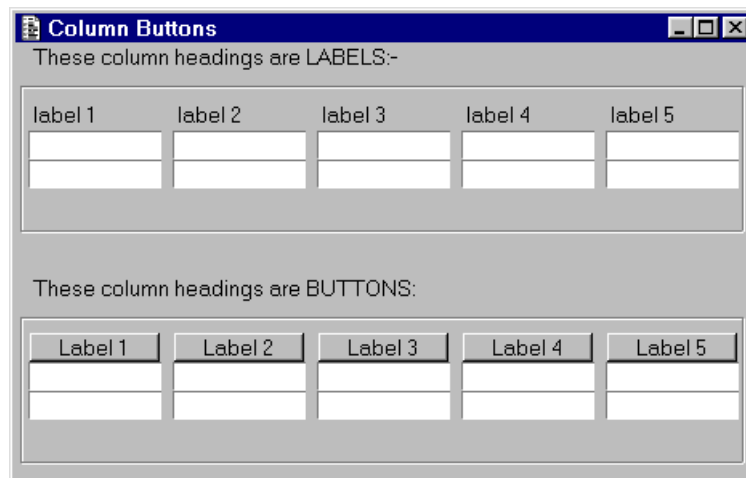 Column Buttons
These column headings are LABELS:-
label 1 label 2 label 3 label 4 label 5
These column headings are BUTTONS:
Label 1 Label 2 Label 3 Label 4 Label 5